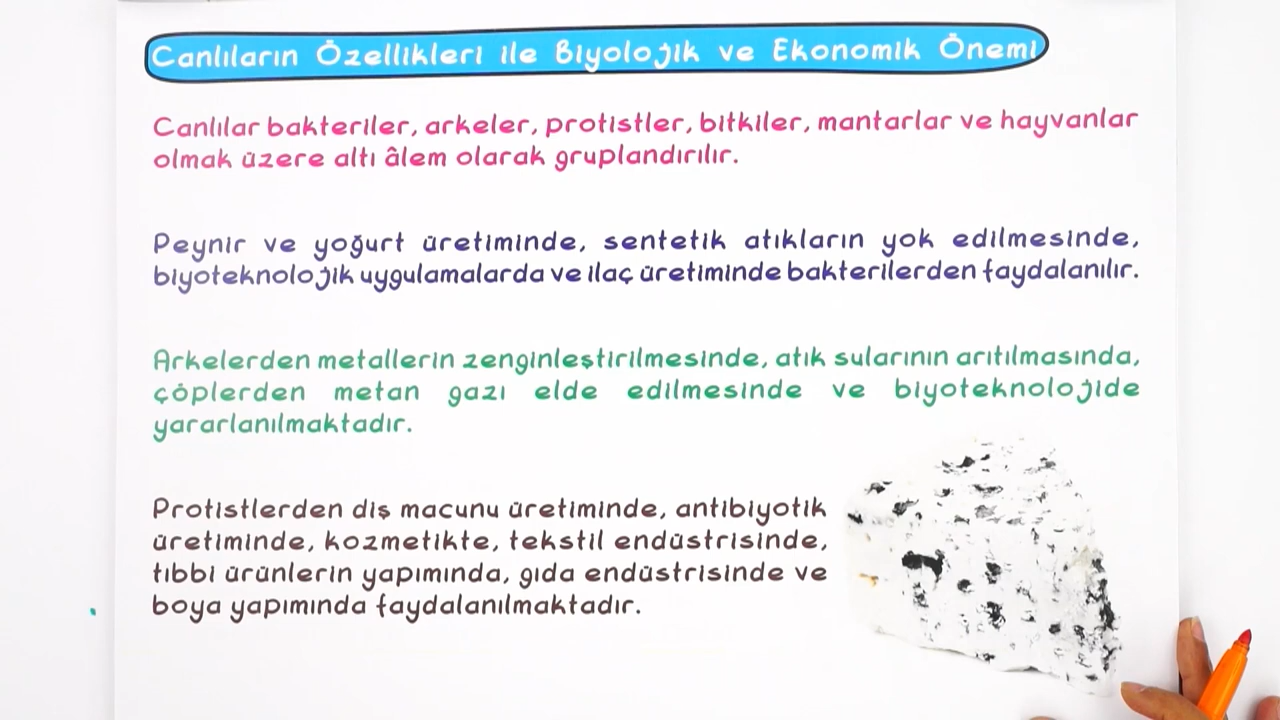 Canlıların Özellikleri ile Biyolojik ve Ekonomik Önemi
Canlılar bakteriler, arkeler, protistler, bitkiler, mantarlar ve hayvanlar
olmak üzere altı âlem olarak gruplandırılır.
Peynir ve yoğurt üretiminde, sentetik atıkların yok edilmesinde,
biyoteknolojik uygulamalarda ve ilaç üretiminde bakterilerden faydalanılır.
Arkelerden metallerin zenginleştirilmesinde, atık sularının arıtılmasında,
çöplerden metan gazı elde edilmesinde ve biyoteknolojide
yararlanılmaktadır.
Protistlerden diş macunu üretiminde, antibiyotik
üretiminde, kozmetikte, tekstil endüstrisinde,
tıbbi ürünlerin yapımında, gıda endüstrisinde ve
boya yapımında faydalanılmaktadır.